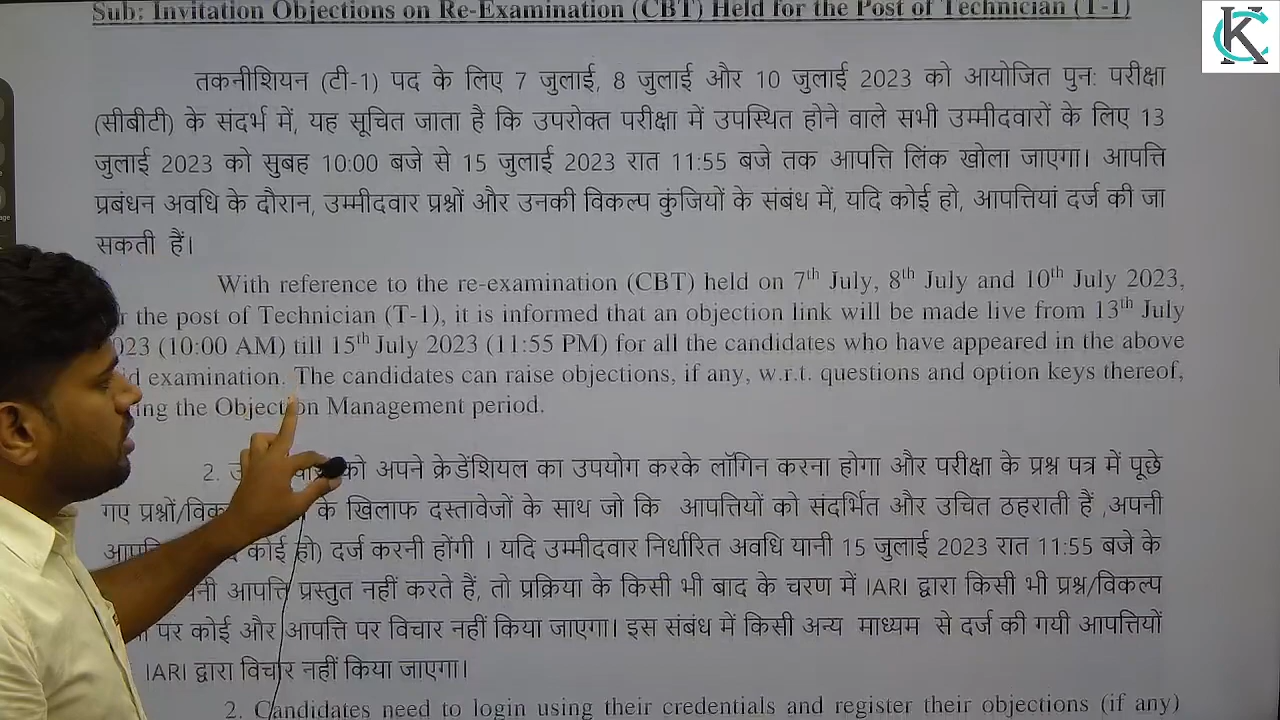 Sub: Invitation Objections on Re-Examination (CBT) Held for the Post of Technician (T-1)
KC
तकनीशियन (टी-1) पद के लिए 7 जुलाई, 8 जुलाई और 10 जुलाई 2023 को आयोजित पुन: परीक्षा
(सीबीटी) के संदर्भ में, यह सूचित जाता है कि उपरोक्त परीक्षा में उपस्थित होने वाले सभी उम्मीदवारों के लिए 13
जुलाई 2023 को सुबह 10:00 बजे से 15 जुलाई 2023 रात 11:55 बजे तक आपत्ति लिंक खोला जाएगा। आपत्ति
प्रबंधन अवधि के दौरान, उम्मीदवार प्रश्नों और उनकी विकल्प कुंजियों के संबंध में, यदि कोई हो, आपत्तियां दर्ज की जा
सकती हैं।
With reference to the re-examination (CBT) held on 7th July, 8th July and 10th July 2023,
the post of Technician (T-1), it is informed that an objection link will be made live from 13th July
(10:00 AM) till 15th July 2023 (11:55 PM) for all the candidates who have appeared in the above
examination. The candidates can raise objections, if any, w.r.t. questions and option keys thereof,
the Objection Management period.
2. को अपने क्रेडेंशियल का उपयोग करके लॉगिन करना होगा और परीक्षा के प्रश्न पत्र में पूछे
गए के खिलाफ दस्तावेजों के साथ जो कि आपत्तियों को संदर्भित और उचित ठहराती हैं ,अपनी
कोई हो) दर्ज करनी होंगी । यदि उम्मीदवार निर्धारित अवधि यानी 15 जुलाई 2023 रात 11:55 बजे के
आपत्ति प्रस्तुत नहीं करते हैं, तो प्रक्रिया के किसी भी बाद के चरण में IARI द्वारा किसी भी प्रश्न/विकल्प
पर कोई और आपत्ति पर विचार नहीं किया जाएगा। इस संबंध में किसी अन्य माध्यम से दर्ज की गयी आपत्तियों
IARI द्वारा विचार नहीं किया जाएगा।
2. Candidates need to login using their credentials and register their objections (if any)